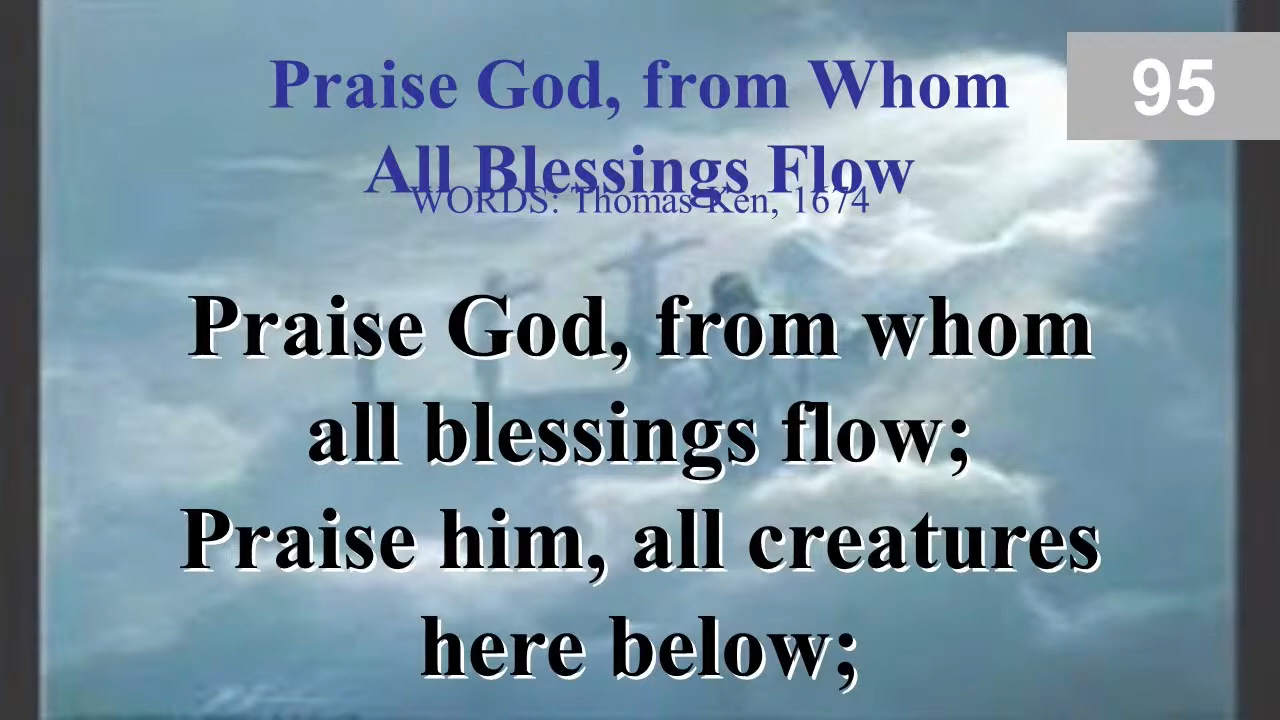 Praise God, from Whom
All Blessings Flow
WORDS: Thomas Ken, 1674
95
Praise God, from whom
all blessings flow;
Praise him, all creatures
here below;